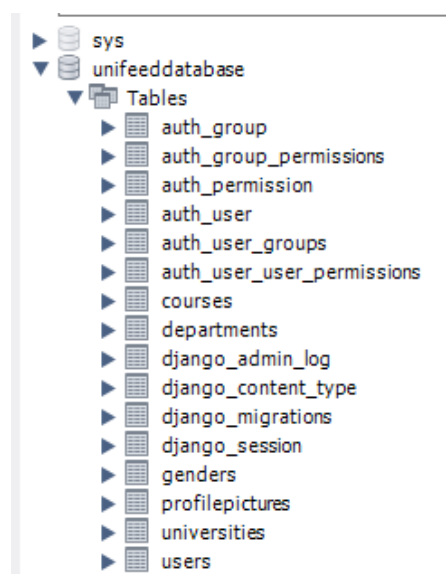 sys
unifeeddatabase
Tables
auth_group
auth_group_permissions
auth_permission
auth_user
auth_user_groups
auth_user_user_permissions
courses
departments
django_admin_log
django_content_type
django_migrations
django_session
genders
profilepictures
universities
users